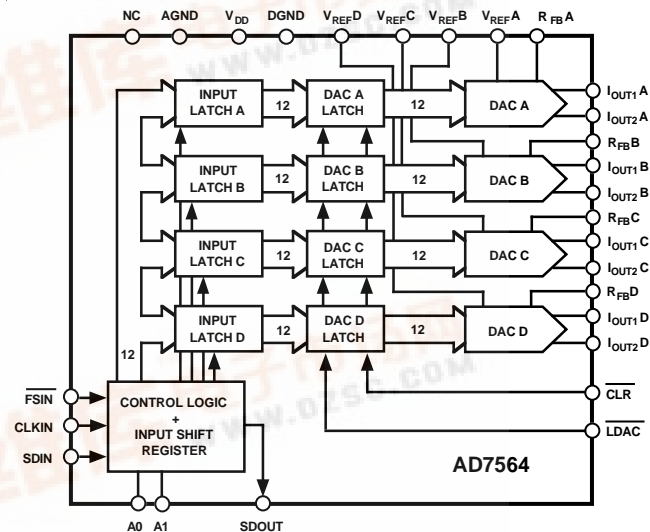 NC AGND VDD DGND VREFD VREFC VREFB VREFA RFBA
INPUT
LATCH A
12
DAC A
LATCH
12
DAC A
IOUT1A
IOUT2A
RFBB
INPUT
LATCH B
12
DAC B
LATCH
12
DAC B
IOUT1B
IOUT2B
RFBC
INPUT
LATCH C
12
DAC C
LATCH
12
DAC C
IOUT1C
IOUT2C
RFBD
INPUT
LATCH D
12
DAC D
LATCH
12
DAC D
IOUT1D
IOUT2D
12
FSIN
CLKIN
SDIN
CONTROL LOGIC
+
INPUT SHIFT
REGISTER
CLR
LDAC
AD7564
A0 A1 SDOUT
WWW.DZSC.COM